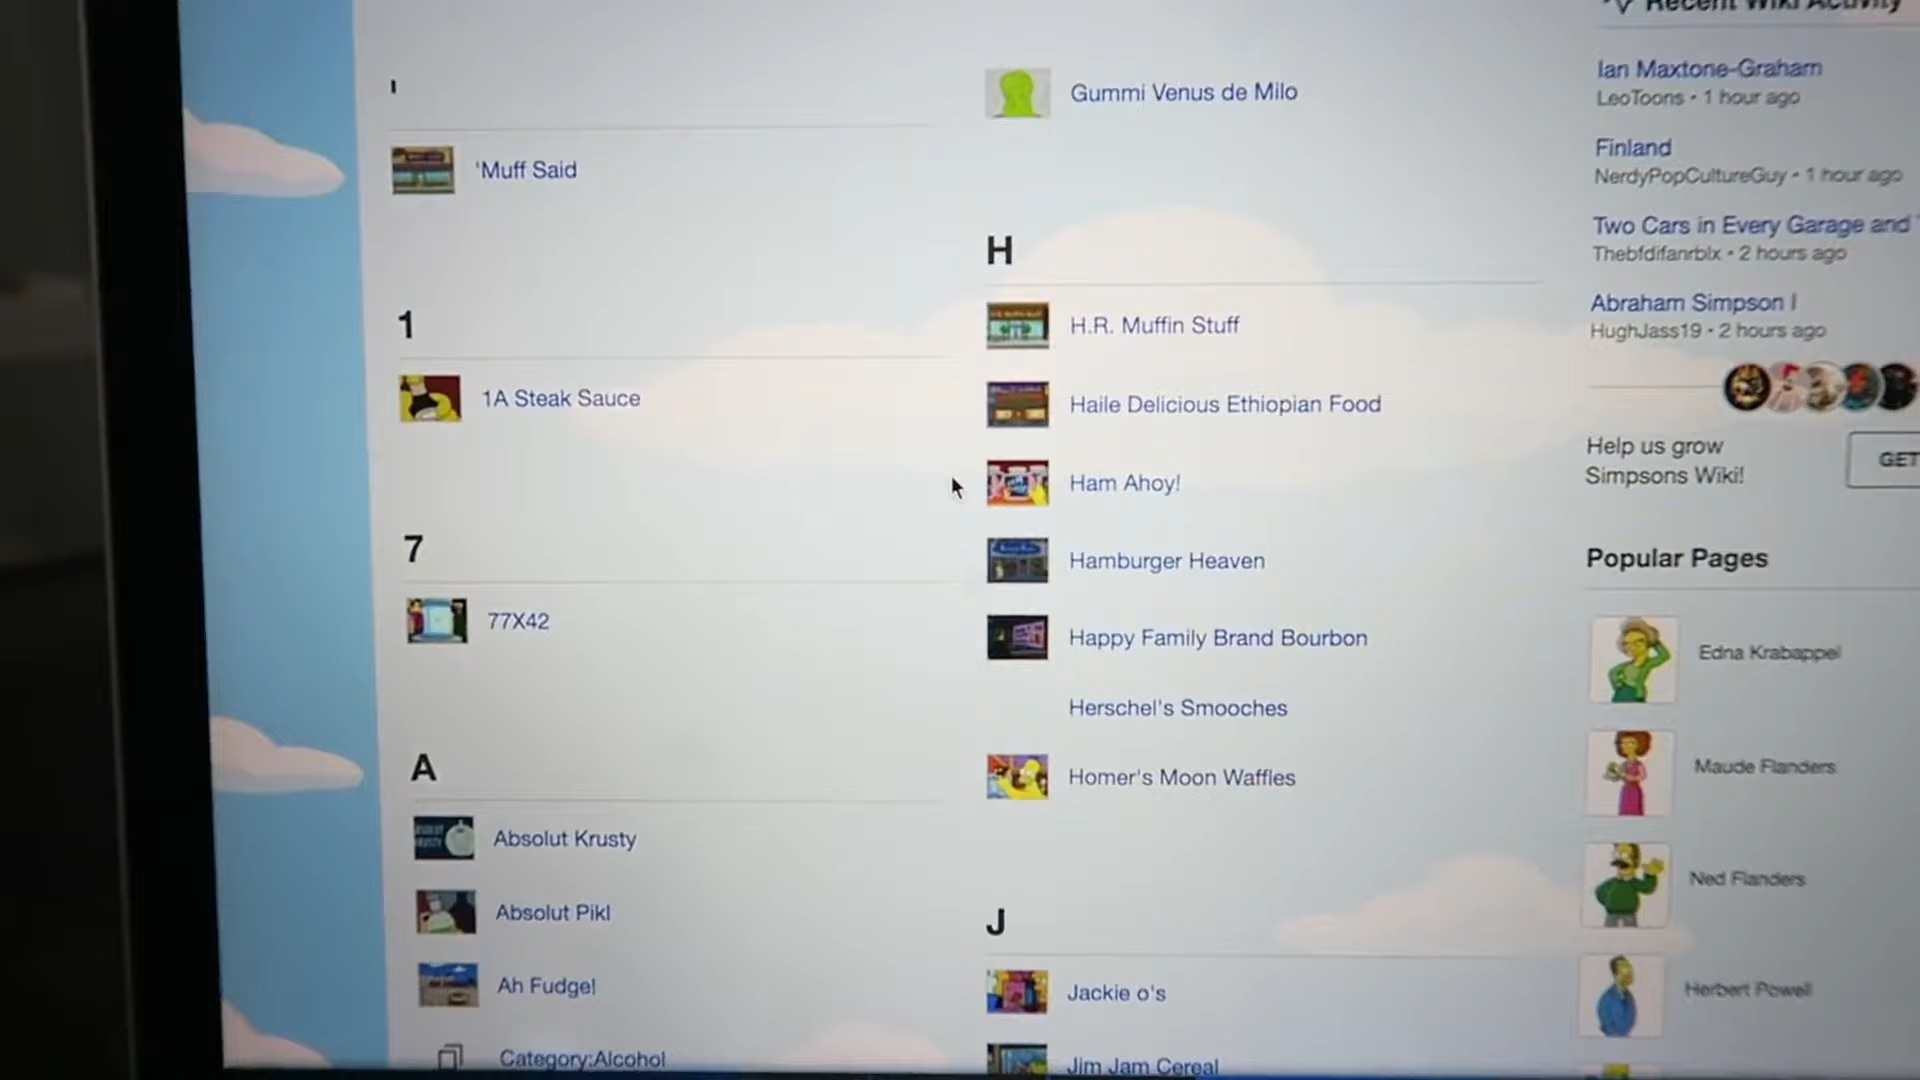 '
'Muff Said
1
1A Steak Sauce
7
77X42
A
Absolut Krusty
Absolut Pikl
Ah Fudge!
Category:Alcohol
Gummi Venus de Milo
H
H.R. Muffin Stuff
Haile Delicious Ethiopian Food
Ham Ahoy!
Hamburger Heaven
Happy Family Brand Bourbon
Herschel's Smooches
Homer's Moon Waffles
J
Jackie o's
Jim Jam Cereal
Recent Wiki Activity
Ian Maxtone-Graham
LeoToons • 1 hour ago
Finland
NerdyPopCultureGuy • 1 hour ago
Two Cars in Every Garage and
Thebfdifanrblx • 2 hours ago
Abraham Simpson I
HughJass19 • 2 hours ago
Help us grow
Simpsons Wiki!
GET
Popular Pages
Edna Krabappel
Maude Flanders
Ned Flanders
Herbert Powell